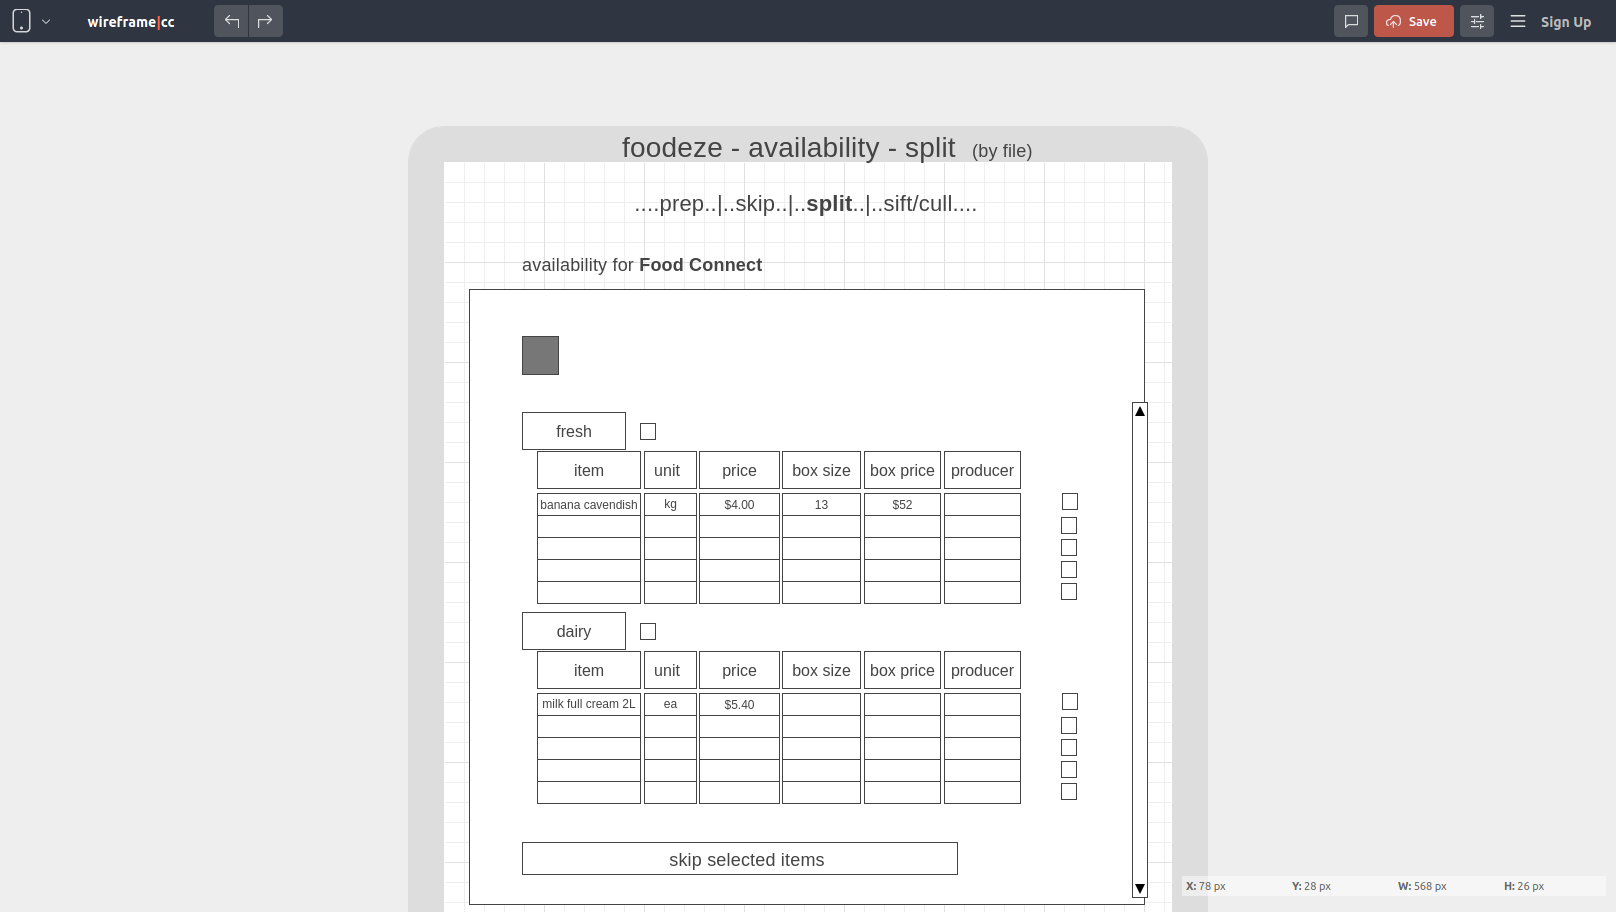 wireframe|cc
Save
Sign Up
foodeze - availability - split (by file)
....prep..|..skip..|..split..|..sift/cull....
availability for Food Connect
fresh
item unit price box size box price producer
banana cavendish kg $4.00 13 $52
dairy
item unit price box size box price producer
milk full cream 2L ea $5.40
skip selected items
X: 78 px Y: 28 px W: 568 px H: 26 px